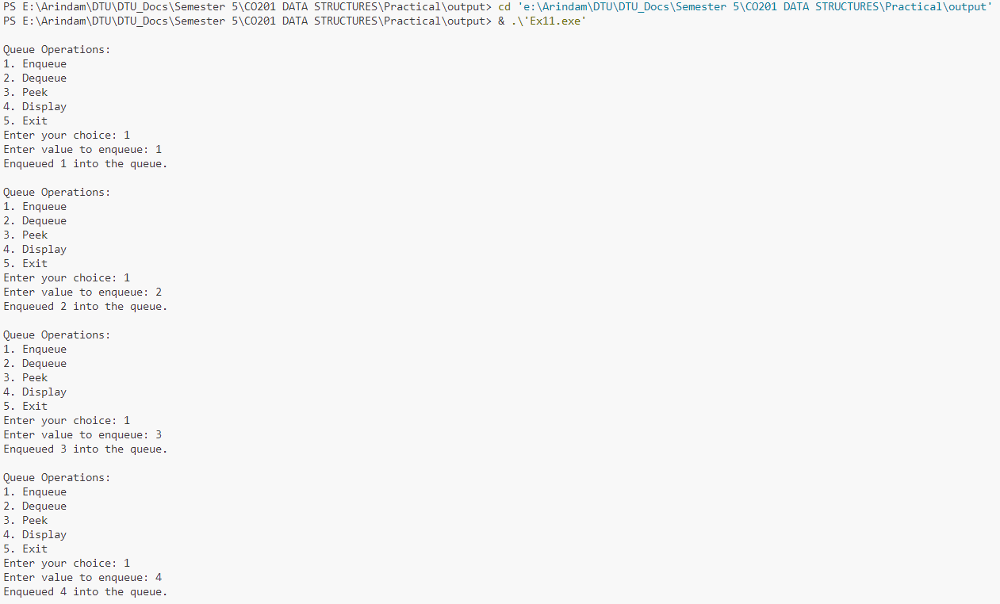 PS E:\Arindam\DTU\DTU_Docs\Semester 5\CO201 DATA STRUCTURES\Practical\output> cd 'e:\Arindam\DTU\DTU_Docs\Semester 5\CO201 DATA STRUCTURES\Practical\output'
PS E:\Arindam\DTU\DTU_Docs\Semester 5\CO201 DATA STRUCTURES\Practical\output> & .\'Ex11.exe'
Queue Operations:
1. Enqueue
2. Dequeue
3. Peek
4. Display
5. Exit
Enter your choice: 1
Enter value to enqueue: 1
Enqueued 1 into the queue.
Queue Operations:
1. Enqueue
2. Dequeue
3. Peek
4. Display
5. Exit
Enter your choice: 1
Enter value to enqueue: 2
Enqueued 2 into the queue.
Queue Operations:
1. Enqueue
2. Dequeue
3. Peek
4. Display
5. Exit
Enter your choice: 1
Enter value to enqueue: 3
Enqueued 3 into the queue.
Queue Operations:
1. Enqueue
2. Dequeue
3. Peek
4. Display
5. Exit
Enter your choice: 1
Enter value to enqueue: 4
Enqueued 4 into the queue.